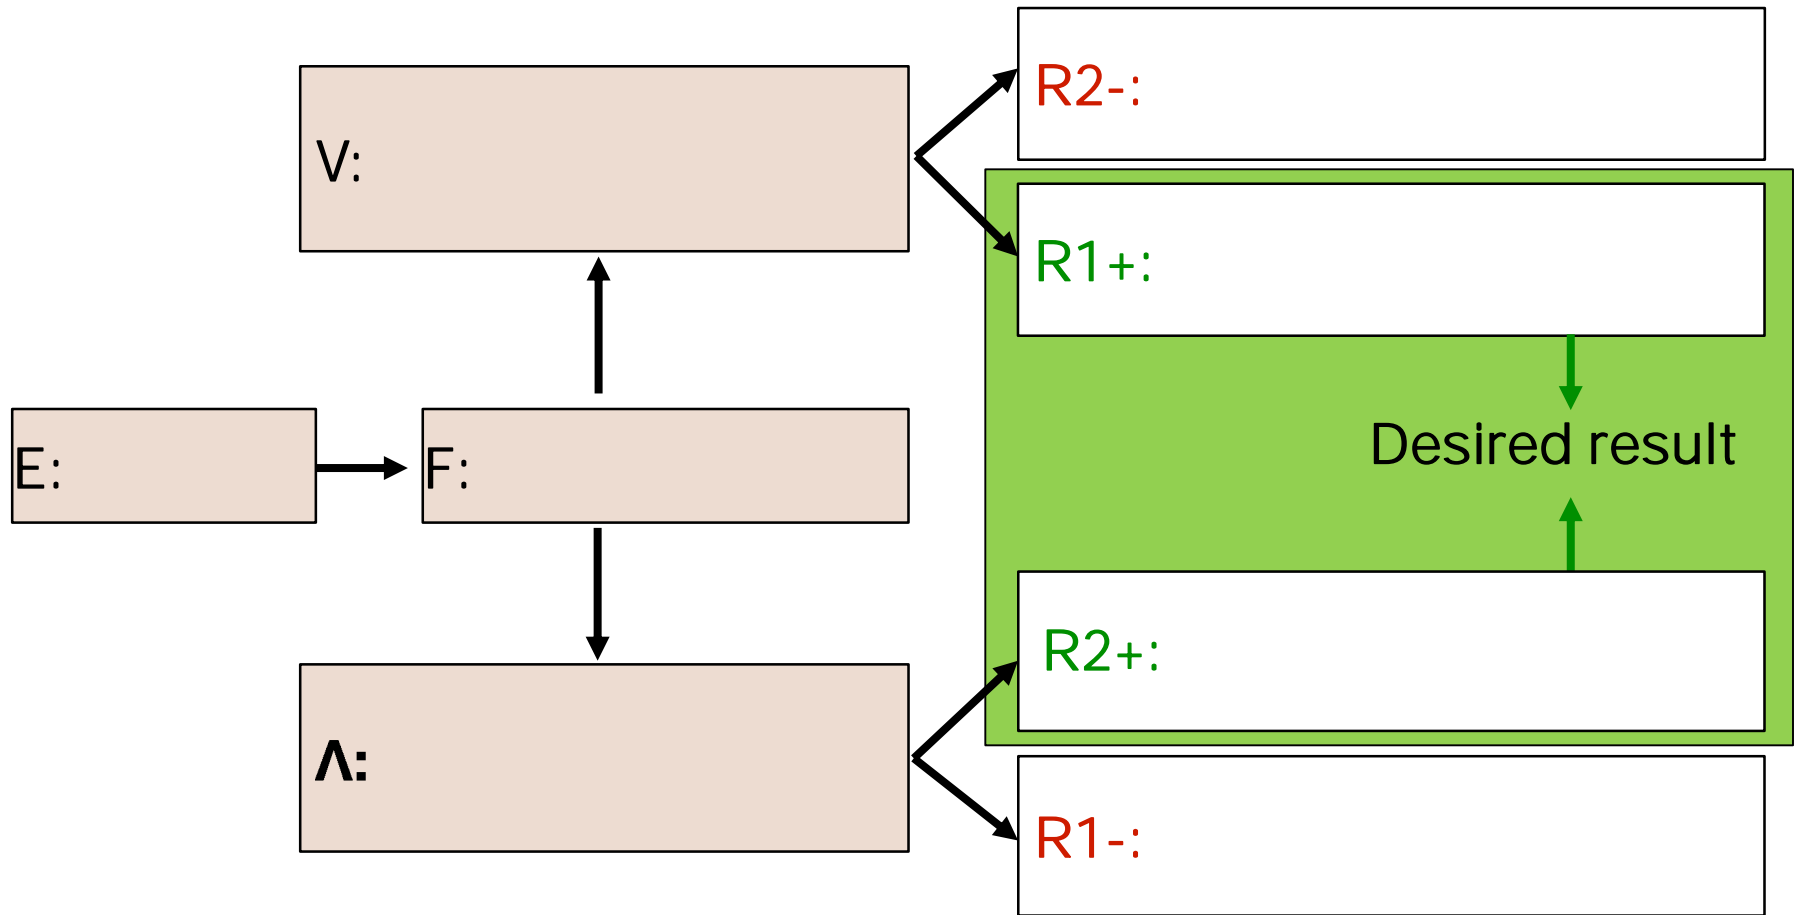 R2-:
V:
R1+:
E:
F:
Desired result
R2+:
Λ:
R1-: